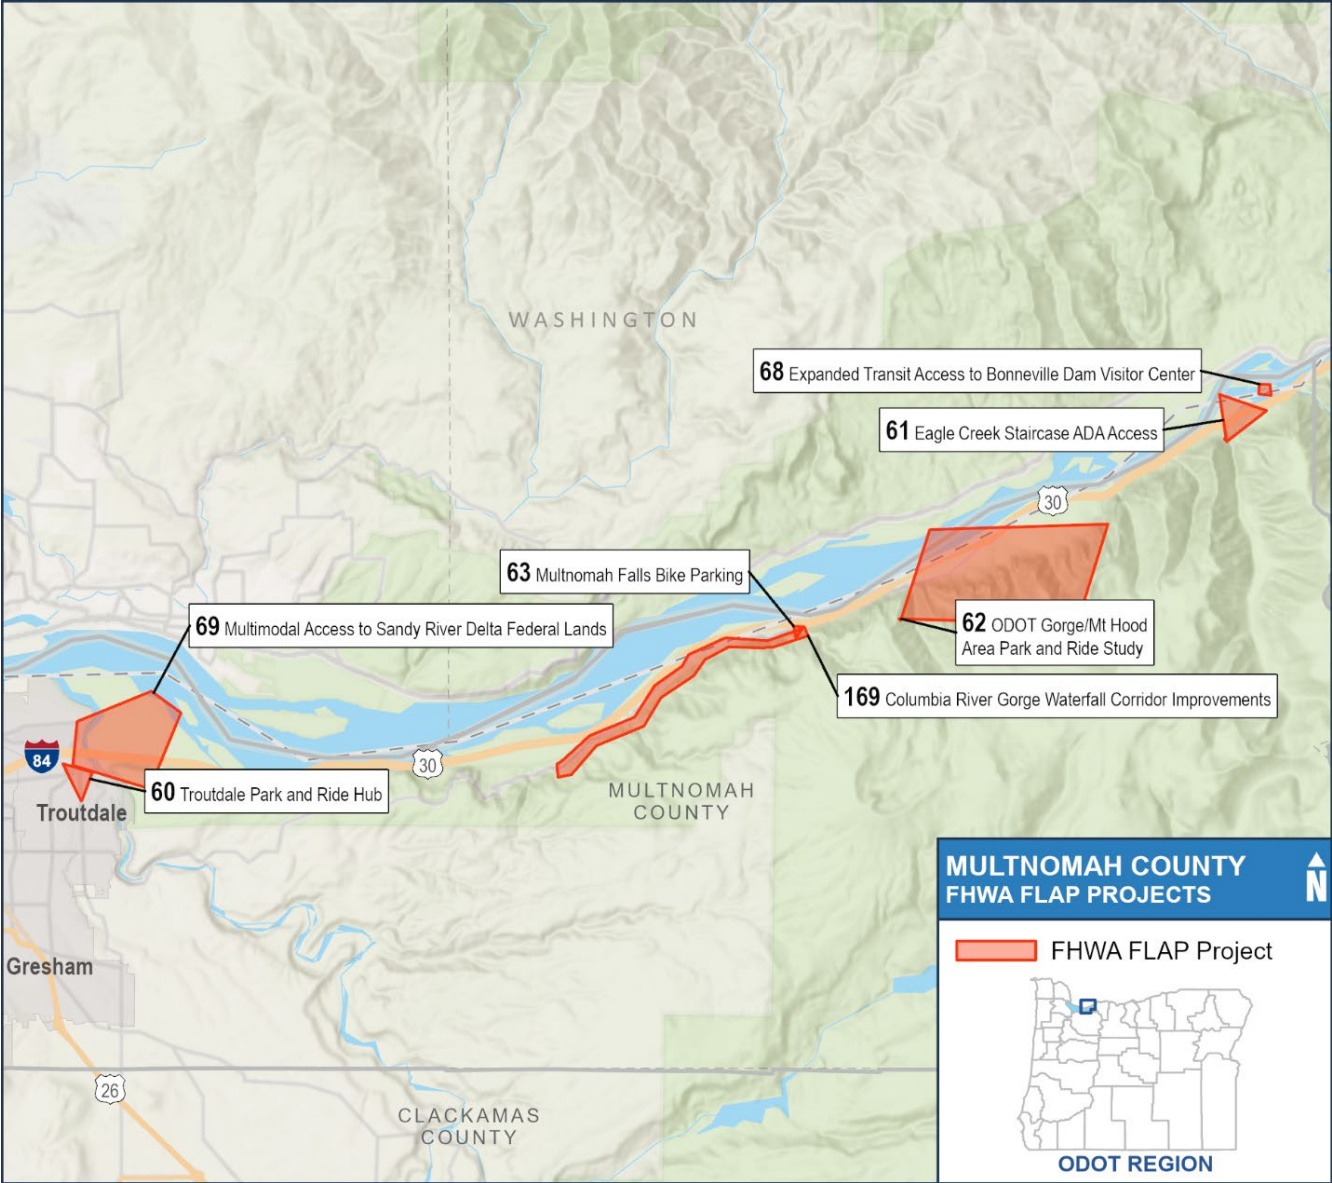 WASHINGTON
68 Expanded Transit Access to Bonneville Dam Visitor Center
61 Eagle Creek Staircase ADA Access
30
63 Multnomah Falls Bike Parking
69 Multimodal Access to Sandy River Delta Federal Lands
62 ODOT Gorge/Mt Hood
Area Park and Ride Study
169 Columbia River Gorge Waterfall Corridor Improvements
84
30
60 Troutdale Park and Ride Hub
Troutdale
MULTNOMAH
COUNTY
Gresham
26
CLACKAMAS
COUNTY
MULTNOMAH COUNTY
FHWA FLAP PROJECTS
N
FHWA FLAP Project
ODOT REGION